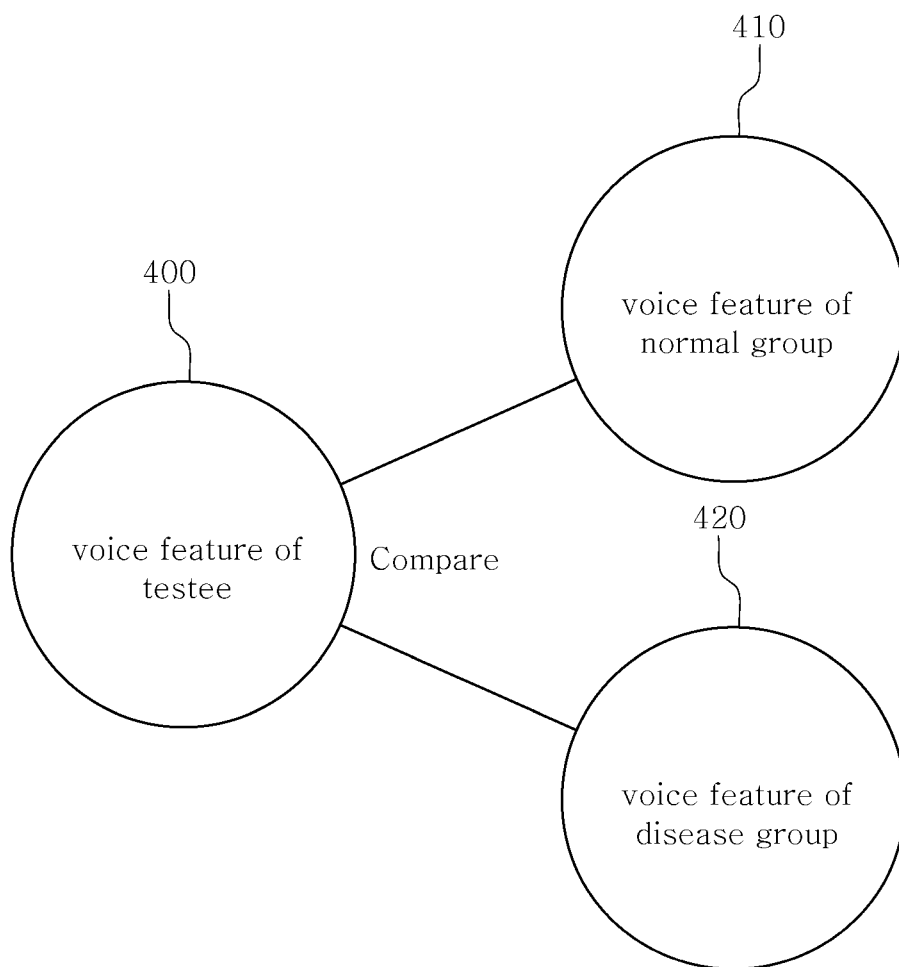 410
voice feature of
normal group
400
voice feature of
testee
Compare
420
voice feature of
disease group